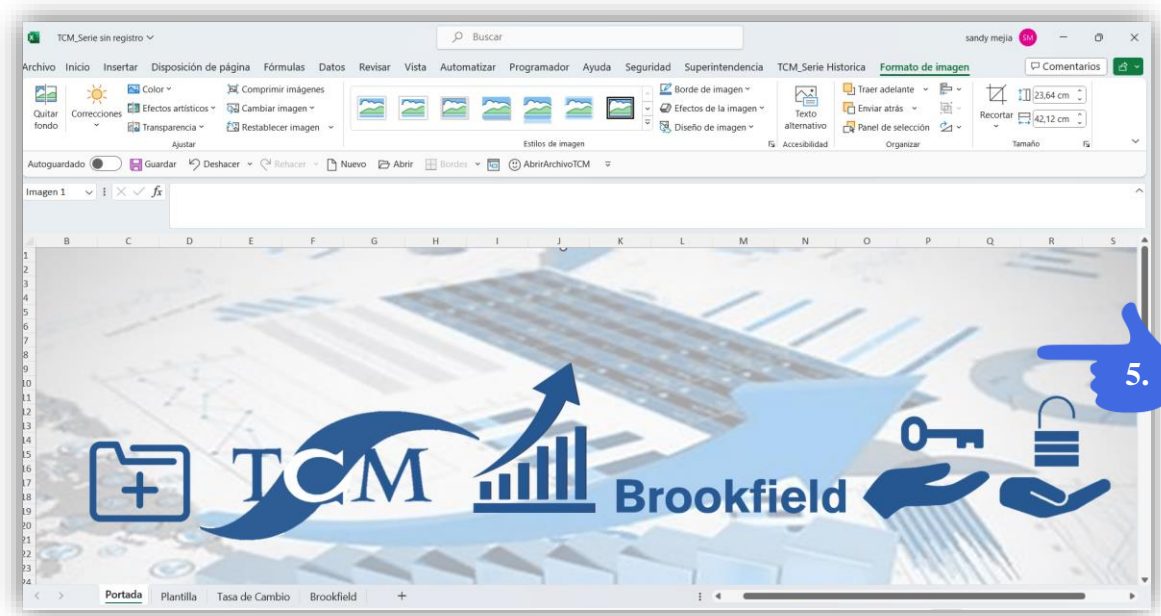 TCM_Serie sin registro
Buscar
sandy mejia SM
Archivo Inicio Insertar Disposición de página Fórmulas Datos Revisar Vista Automatizar Programador Ayuda Seguridad Superintendencia TCM_Serie Historica Formato de imagen Comentarios
Quitar fondo
Correcciones
Color
Efectos artísticos
Transparencia
Comprimir imágenes
Cambiar imagen
Restablecer imagen
Ajustar
Estilos de imagen
Borde de imagen
Efectos de la imagen
Diseño de imagen
Texto alternativo
Accesibilidad
Traer adelante
Enviar atrás
Panel de selección
Organizar
Recortar
23,64 cm
42,12 cm
Tamaño
Autoguardado Guardar Deshacer Rehacer Nuevo Abrir Bordes AbrirArchivoTCM
Imagen 1 fx
B C D E F G H I J K L M N O P Q R S
1
2
3
4
5
6
7
8
9
10
11
12
13
14
15
16
17
18
19
20
21
22
23
24
5.
TCM
Brookfield
Portada Plantilla Tasa de Cambio Brookfield +